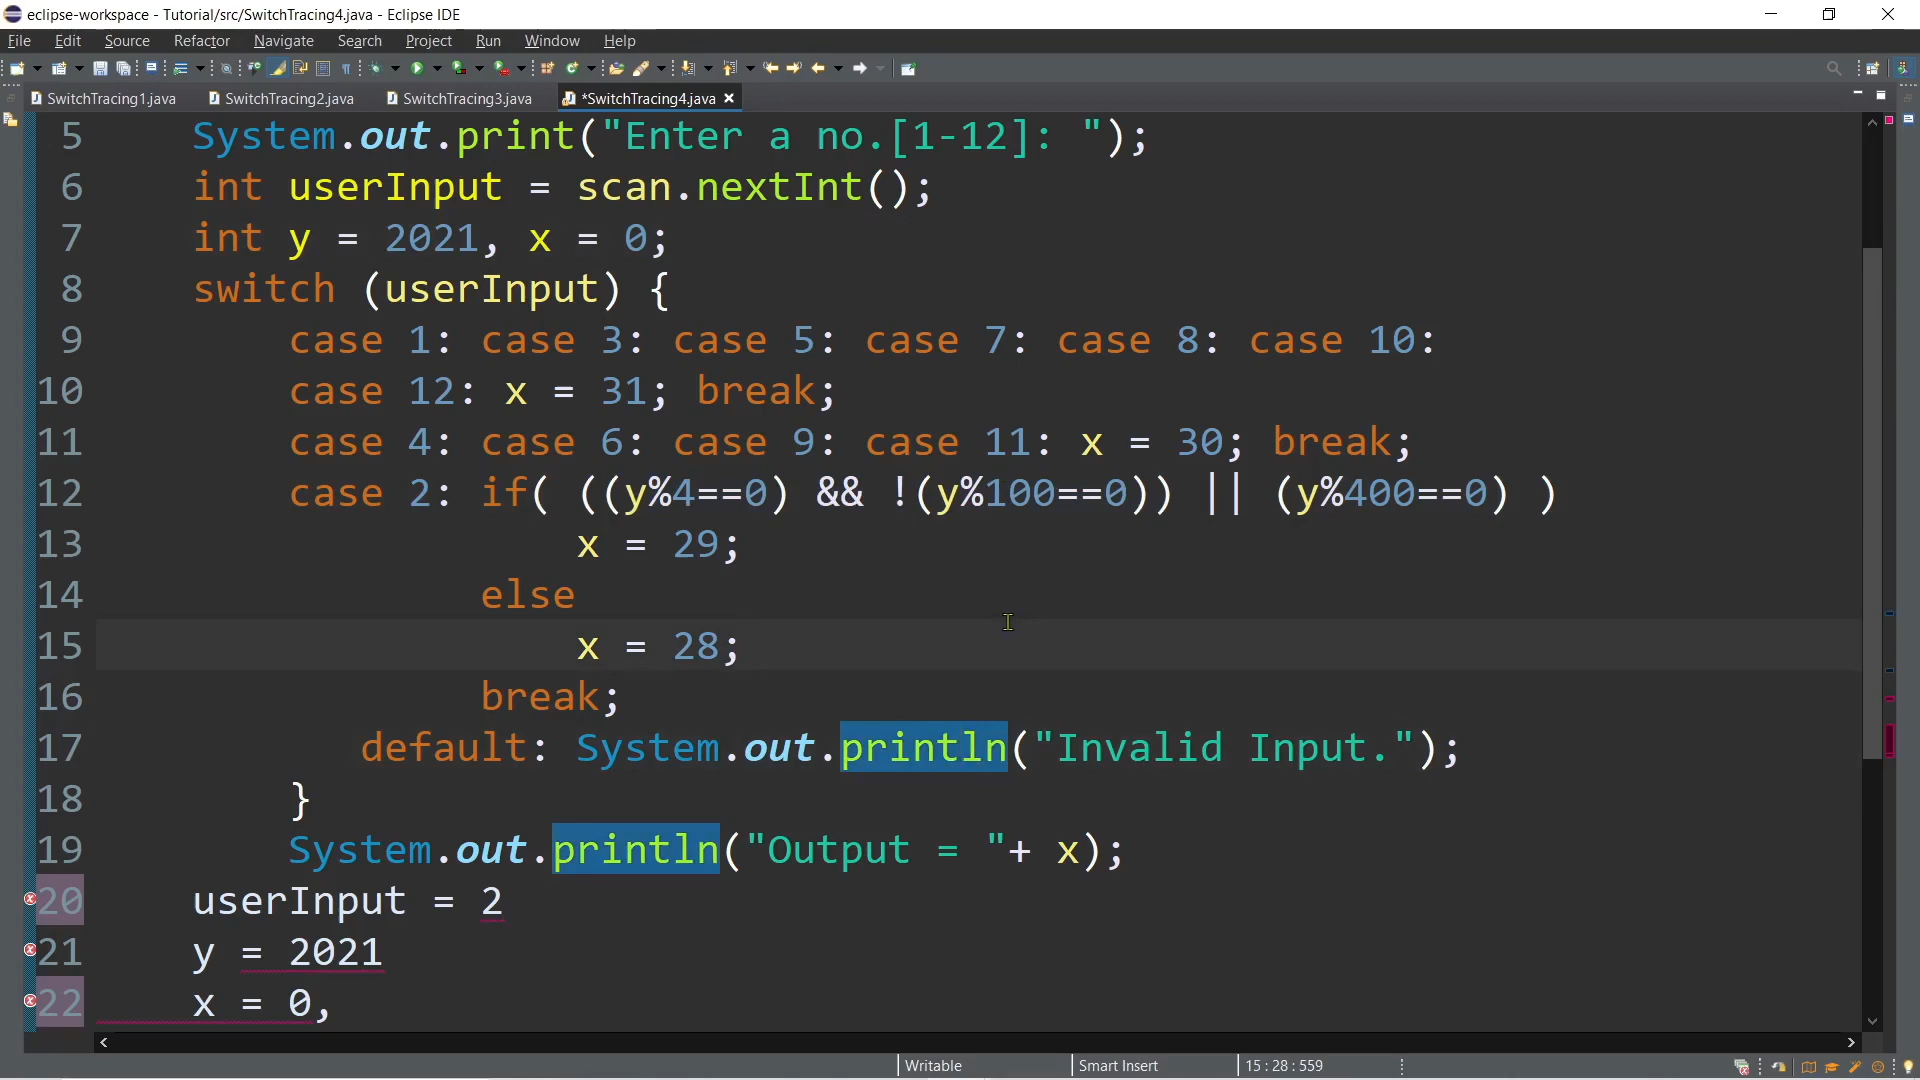 eclipse-workspace - Tutorial/src/SwitchTracing4.java - Eclipse IDE
File Edit Source Refactor Navigate Search Project Run Window Help
SwitchTracing1.java SwitchTracing2.java SwitchTracing3.java *SwitchTracing4.java
5 System.out.print("Enter a no.[1-12]: ");
6 int userInput = scan.nextInt();
7 int y = 2021, x = 0;
8 switch (userInput) {
9 case 1: case 3: case 5: case 7: case 8: case 10:
10 case 12: x = 31; break;
11 case 4: case 6: case 9: case 11: x = 30; break;
12 case 2: if( ((y%4==0) && !(y%100==0)) || (y%400==0) )
13 x = 29;
14 else
15 x = 28;
16 break;
17 default: System.out.println("Invalid Input.");
18 }
19 System.out.println("Output = "+ x);
20 userInput = 2
21 y = 2021
22 x = 0,
Writable Smart Insert 15 : 28 : 559